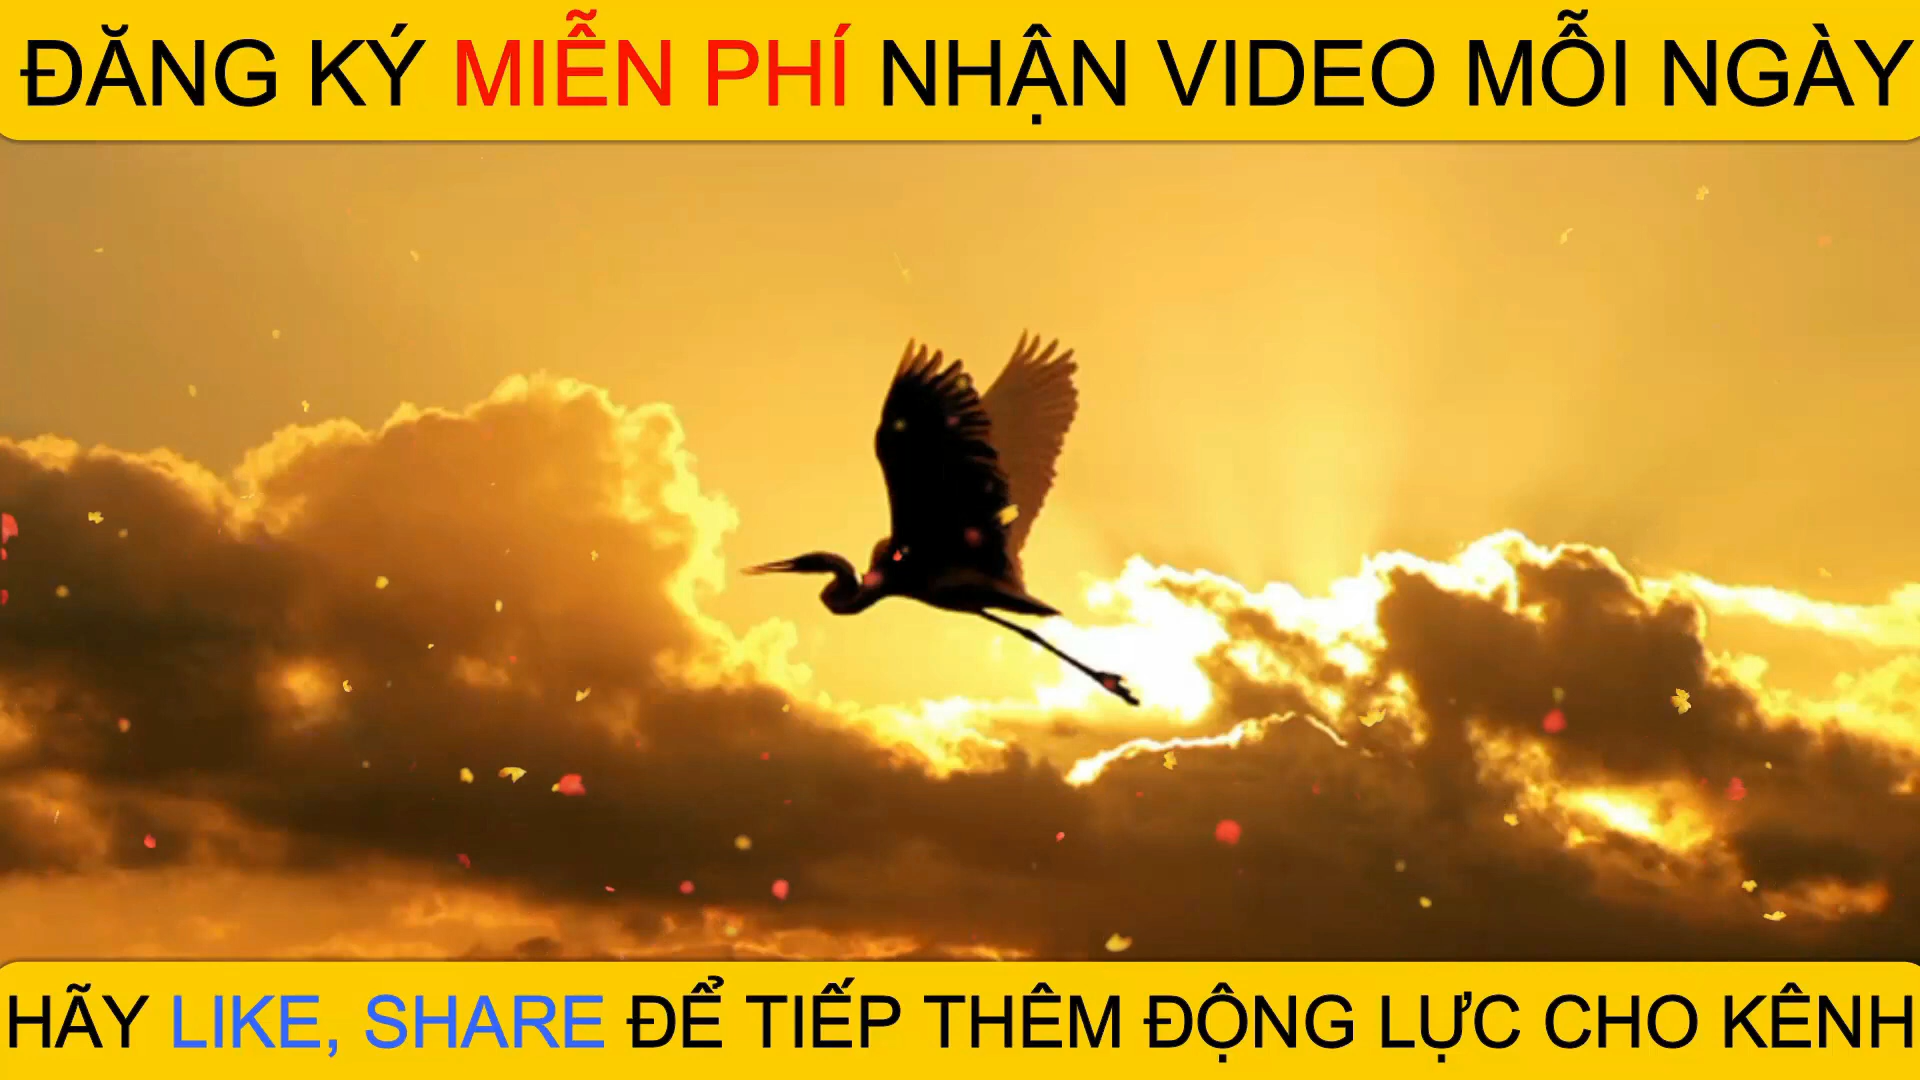 ĐĂNG KÝ MIỄN PHÍ NHẬN VIDEO MỖI NGÀY
HÃY LIKE, SHARE ĐỂ TIẾP THÊM ĐỘNG LỰC CHO KÊNH